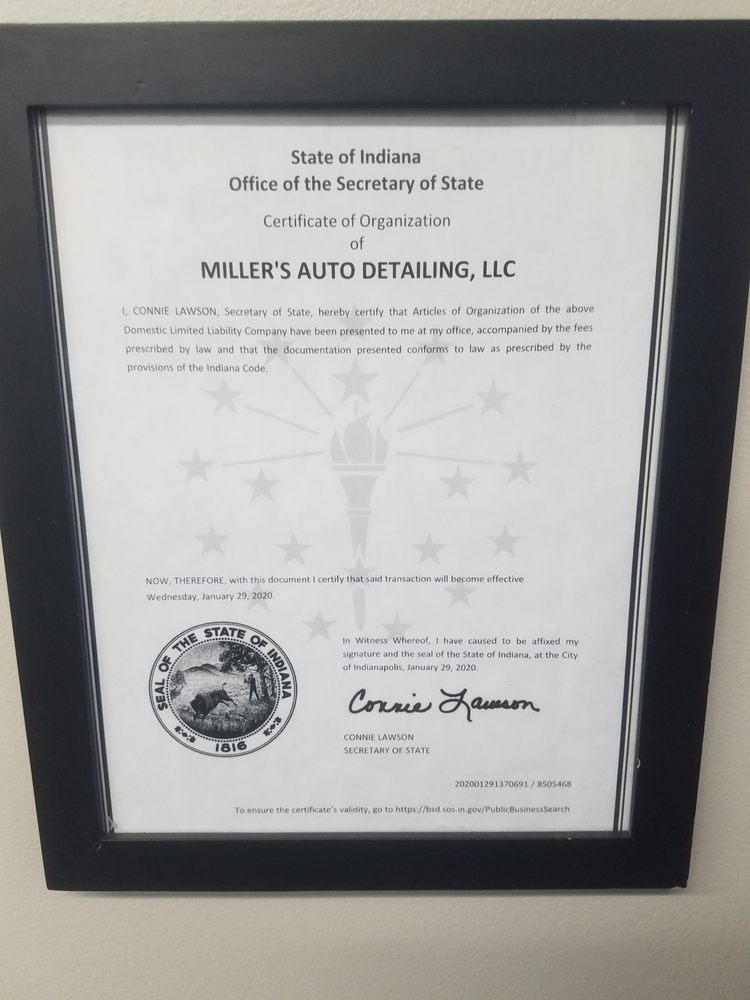 State of Indiana
Office of the Secretary of State
Certificate of Organization
of
MILLER'S AUTO DETAILING, LLC
I, CONNIE LAWSON, Secretary of State, hereby certify that Articles of Organization of the above
Domestic Limited Liability Company have been presented to me at my office, accompanied by the fees
prescribed by law and that the documentation presented conforms to law as prescribed by the
provisions of the Indiana Code.
NOW, THEREFORE, with this document I certify that said transaction will become effective
Wednesday, January 29, 2020.
SEAL OF THE STATE OF INDIANA
1816
In Witness Whereof, I have caused to be affixed my
signature and the seal of the State of Indiana, at the City
of Indianapolis, January 29, 2020.
Connie Lawson
CONNIE LAWSON
SECRETARY OF STATE
202001291370691 / 8505468
To ensure the certificate's validity, go to https://bsd.sos.in.gov/PublicBusinessSearch